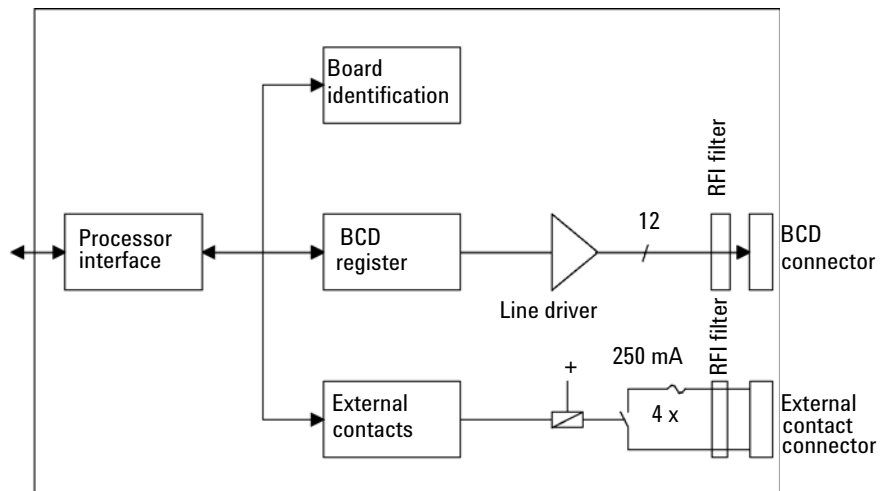 Board
identification
RFI filter
12
Processor
interface
BCD
register
BCD
connector
Line driver
RFI filter
250 mA
+
4 x
External
contacts
External
contact
connector